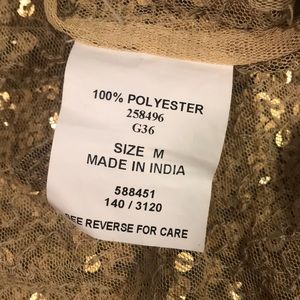 100% POLYESTER
258496
G36
SIZE M
MADE IN INDIA
588451
140 / 3120
SEE REVERSE FOR CARE